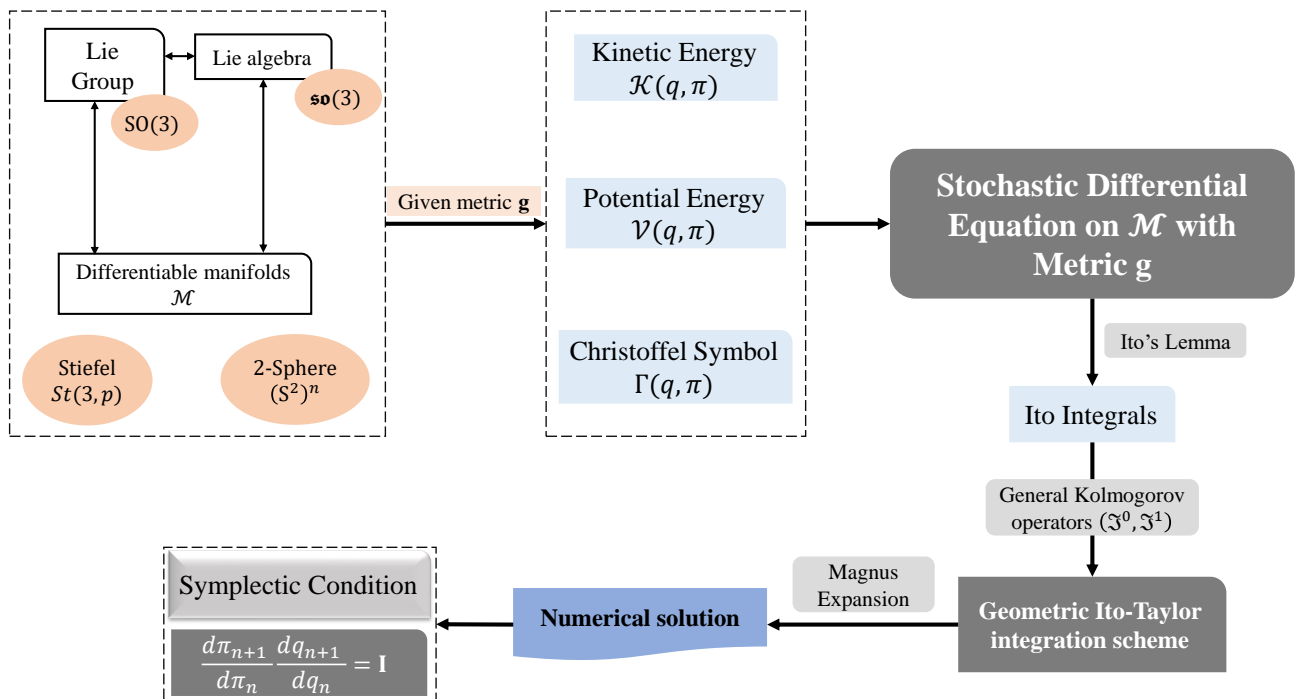 Lie
Group
Lie algebra
SO(3)
𝖘𝖔(3)
Differentiable manifolds
ℳ
Stiefel
St(3, p)
2-Sphere
(S²)ⁿ
Given metric g
Kinetic Energy
𝒦(q, π)
Potential Energy
𝒱(q, π)
Christoffel Symbol
Γ(q, π)
Stochastic Differential
Equation on ℳ with
Metric g
Ito's Lemma
Ito Integrals
General Kolmogorov
operators (ℑ⁰, ℑ¹)
Geometric Ito-Taylor
integration scheme
Magnus
Expansion
Numerical solution
Symplectic Condition
dπₙ₊₁/dπₙ dqₙ₊₁/dqₙ = I